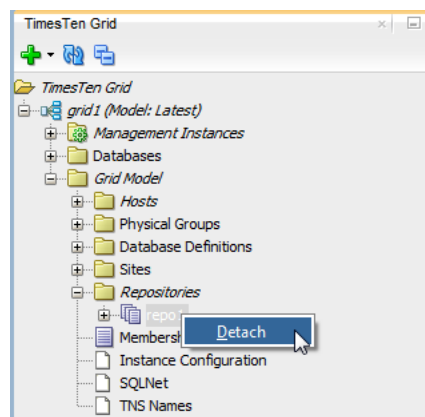 TimesTen Grid
TimesTen Grid
grid1 (Model: Latest)
Management Instances
Databases
Grid Model
Hosts
Physical Groups
Database Definitions
Sites
Repositories
repo1
Detach
Membersh
Instance Configuration
SQLNet
TNS Names